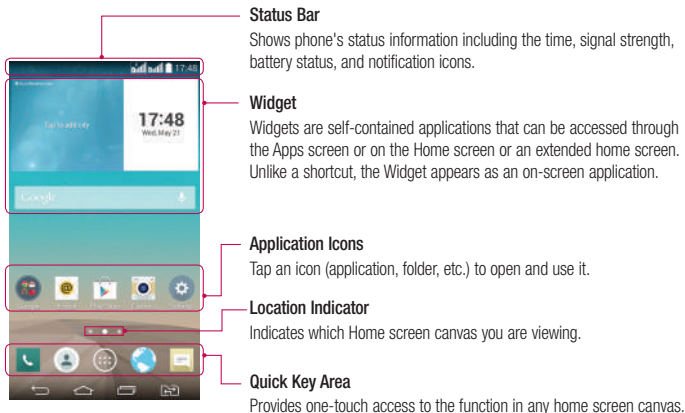 Status Bar
Shows phone's status information including the time, signal strength,
battery status, and notification icons.
17:48
Widget
Widgets are self-contained applications that can be accessed through
the Apps screen or on the Home screen or an extended home screen.
Unlike a shortcut, the Widget appears as an on-screen application.
Tap to add city
17:48
Wed, May 21
Google
Application Icons
Tap an icon (application, folder, etc.) to open and use it.
Google
Location Indicator
Indicates which Home screen canvas you are viewing.
Quick Key Area
Provides one-touch access to the function in any home screen canvas.